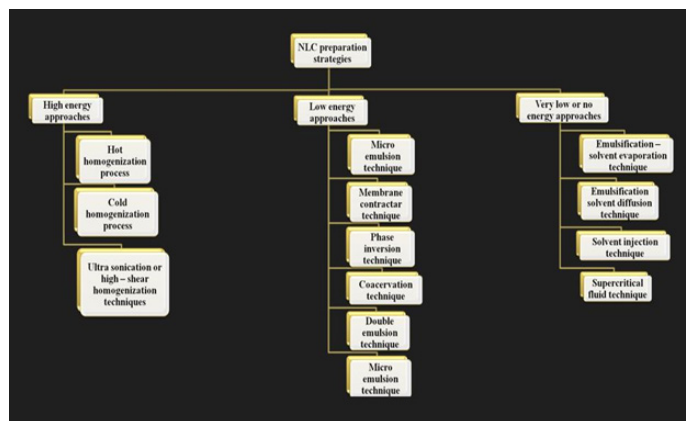 NLC preparation
strategies
High energy
approaches
Hot
homogenization
process
Cold
homogenization
process
Ultra sonication or
high – shear
homogenization
techniques
Low energy
approaches
Micro
emulsion
technique
Membrane
contractar
technique
Phase
inversion
technique
Coacervation
technique
Double
emulsion
technique
Micro
emulsion
technique
Very low or no
energy approaches
Emulsification –
solvent evaporation
technique
Emulsification
solvent diffusion
technique
Solvent injection
technique
Supercritical
fluid technique